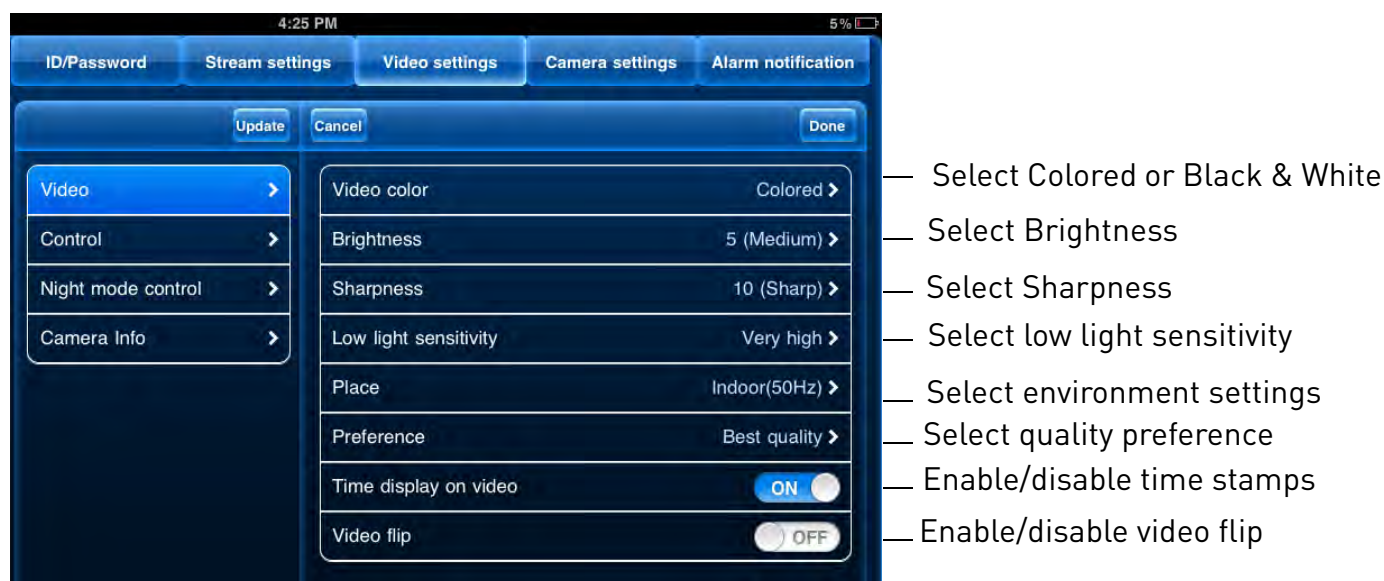 4:25 PM 5%
ID/Password Stream settings Video settings Camera settings Alarm notification
Update Cancel Done
Video
Control
Night mode control
Camera Info
Video color Colored
Brightness 5 (Medium)
Sharpness 10 (Sharp)
Low light sensitivity Very high
Place Indoor(50Hz)
Preference Best quality
Time display on video ON
Video flip OFF
Select Colored or Black & White
Select Brightness
Select Sharpness
Select low light sensitivity
Select environment settings
Select quality preference
Enable/disable time stamps
Enable/disable video flip